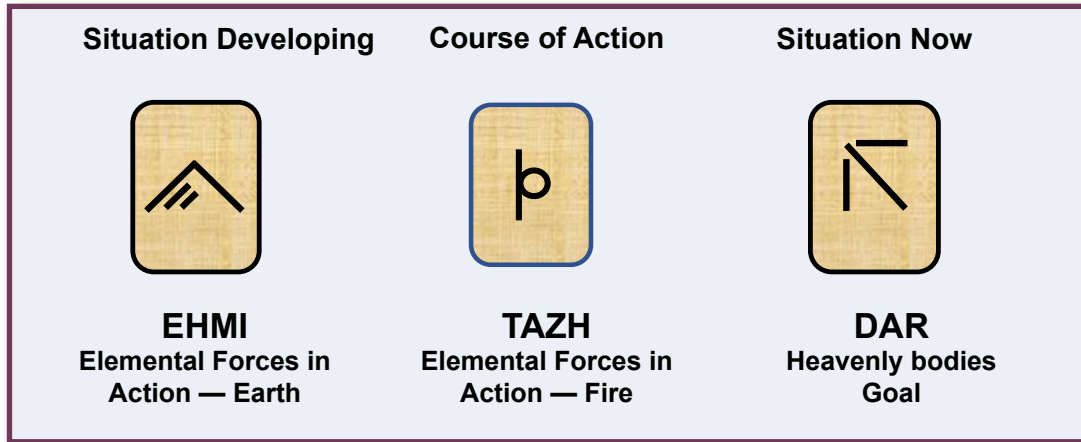 Situation Developing
Course of Action
Situation Now
EHMI
Elemental Forces in
Action — Earth
TAZH
Elemental Forces in
Action — Fire
DAR
Heavenly bodies
Goal